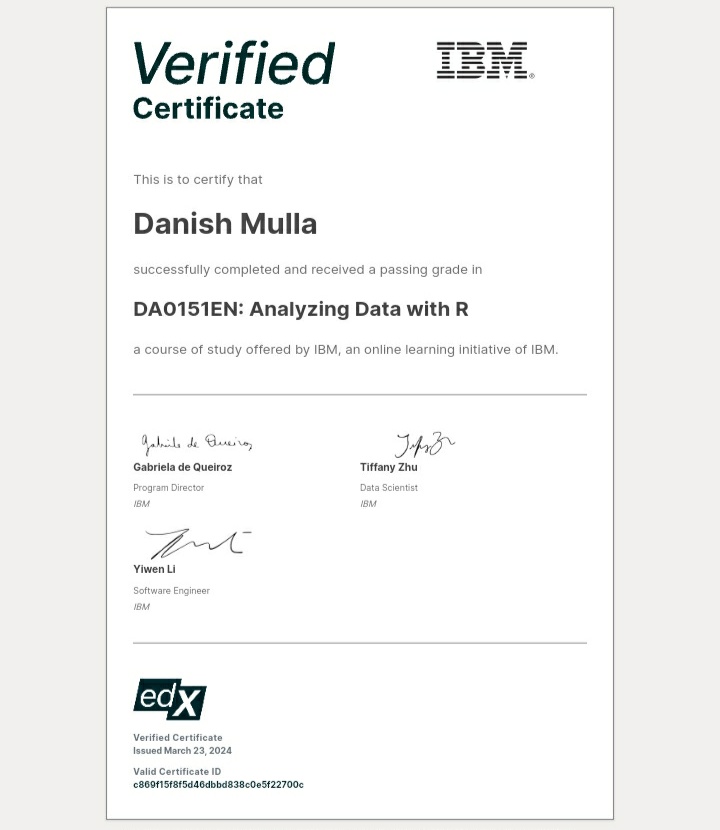 Verified
Certificate
IBM®
This is to certify that
Danish Mulla
successfully completed and received a passing grade in
DA0151EN: Analyzing Data with R
a course of study offered by IBM, an online learning initiative of IBM.
Gabriela de Queiroz
Gabriela de Queiroz
Program Director
IBM
Tiffany Zhu
Data Scientist
IBM
Yiwen Li
Software Engineer
IBM
edX
Verified Certificate
Issued March 23, 2024
Valid Certificate ID
c869f15f8f5d46dbbd838c0e5f22700c